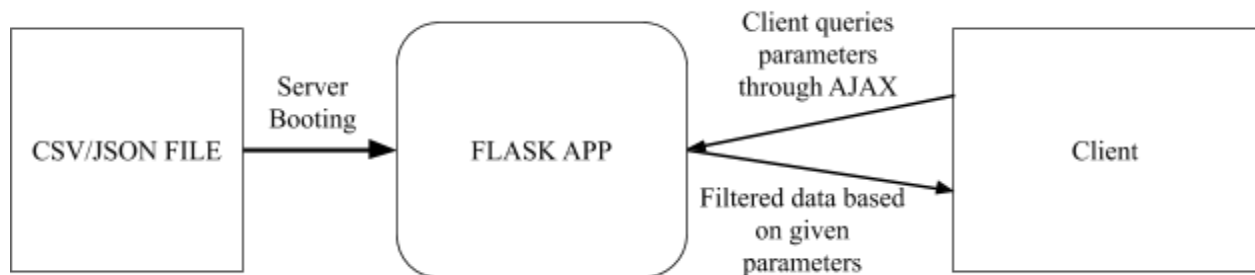 CSV/JSON FILE
Server
Booting
FLASK APP
Client queries
parameters
through AJAX
Filtered data based
on given
parameters
Client